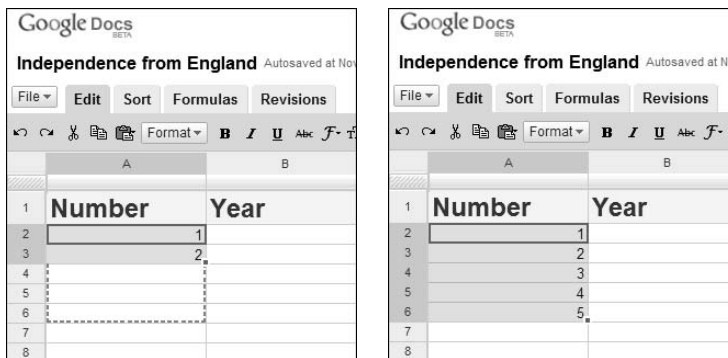 Google Docs
BETA
Independence from England Autosaved at Nov
File Edit Sort Formulas Revisions
Format B I U Abc F T
A B
1 Number Year
2 1
3 2
4
5
6
7
8
Google Docs
BETA
Independence from England Autosaved at N
File Edit Sort Formulas Revisions
Format B I U Abc F
A B
1 Number Year
2 1
3 2
4 3
5 4
6 5
7
8